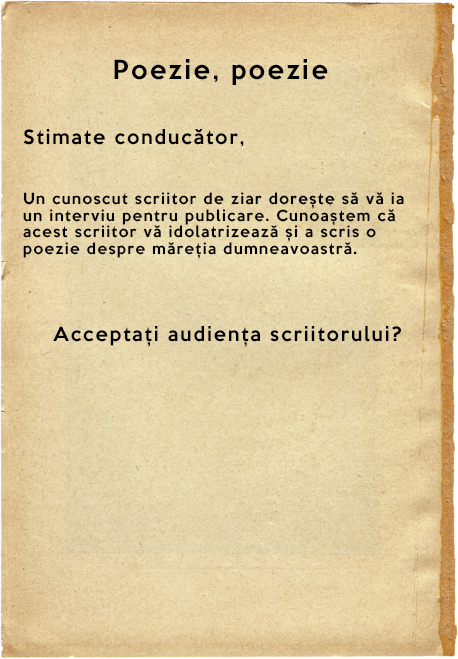 Poezie, poezie
Stimate conducător,
Un cunoscut scriitor de ziar dorește să vă ia
un interviu pentru publicare. Cunoaștem că
acest scriitor vă idolatrizează și a scris o
poezie despre măreția dumneavoastră.
Acceptați audiența scriitorului?